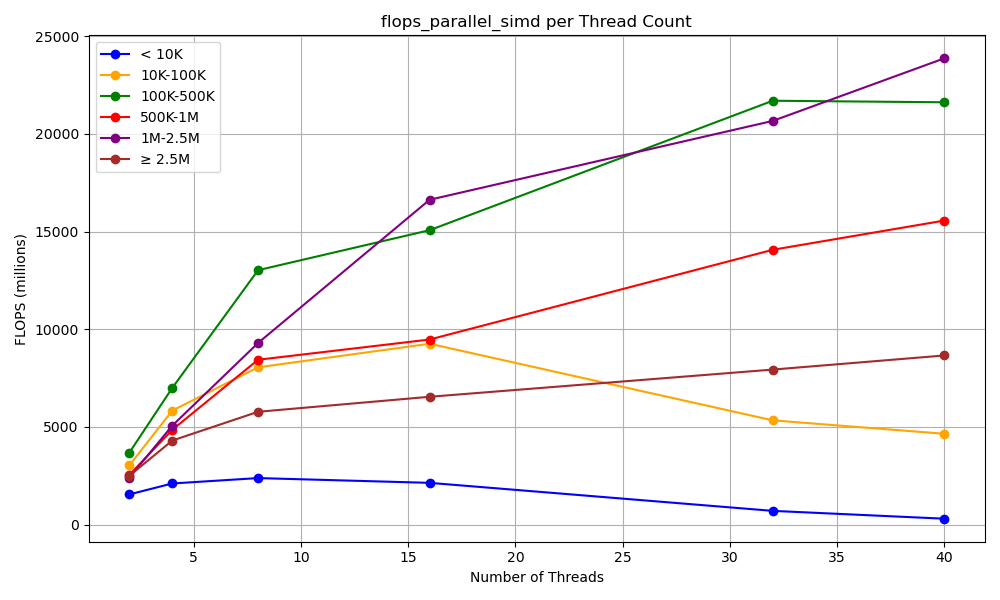 flops_parallel_simd per Thread Count
FLOPS (millions)
25000
20000
15000
10000
5000
0
< 10K
10K-100K
100K-500K
500K-1M
1M-2.5M
≥ 2.5M
5 10 15 20 25 30 35 40
Number of Threads